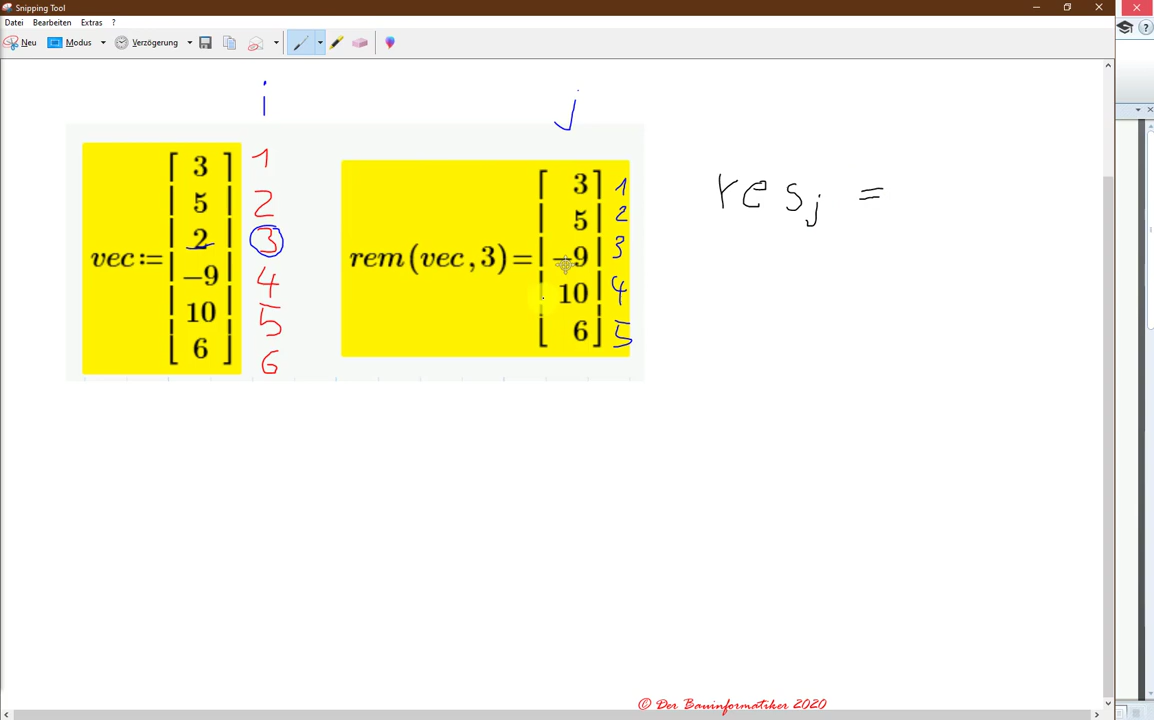 Snipping Tool
Datei Bearbeiten Extras ?
Neu Modus Verzögerung
i
j
vec:= [3 5 2 −9 10 6]
1
2
3
4
5
6
rem(vec,3)= [3 5 −9 10 6]
1
2
3
4
5
res j =
© Der Bauinformatiker 2020